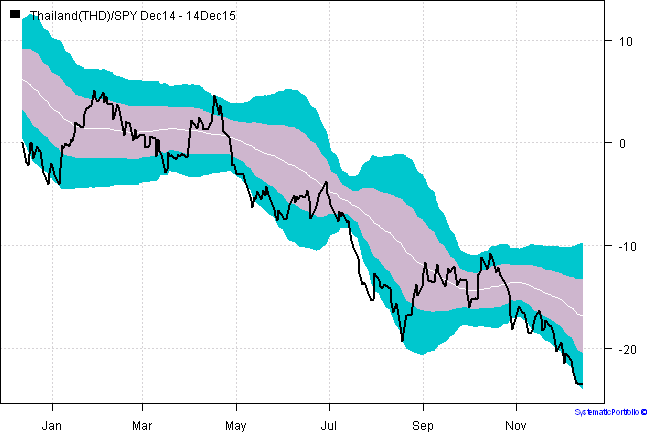 Thailand(THD)/SPY Dec14 - 14Dec15
10
0
-10
-20
Jan Mar May Jul Sep Nov
SystematicPortfolio ©